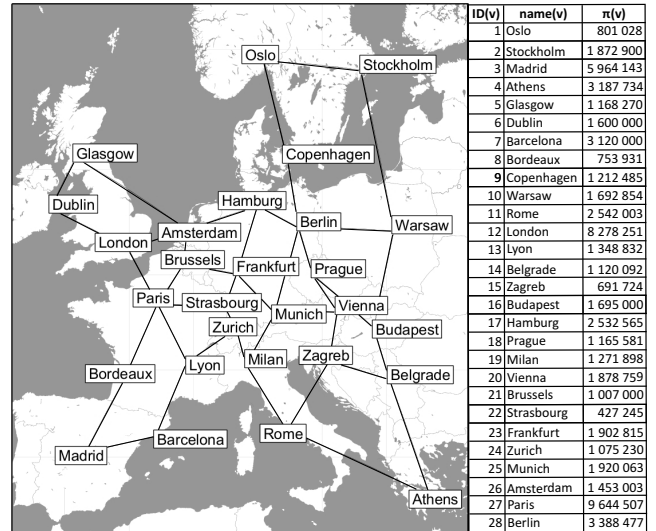 Oslo
Stockholm
Glasgow
Copenhagen
Dublin
Hamburg
Berlin
Warsaw
Amsterdam
London
Brussels
Frankfurt
Prague
Paris
Strasbourg
Vienna
Munich
Zurich
Budapest
Lyon
Milan
Zagreb
Bordeaux
Belgrade
Madrid
Barcelona
Rome
Athens
ID(v) name(v) π(v)
1 Oslo 801 028
2 Stockholm 1 872 900
3 Madrid 5 964 143
4 Athens 3 187 734
5 Glasgow 1 168 270
6 Dublin 1 600 000
7 Barcelona 3 120 000
8 Bordeaux 753 931
9 Copenhagen 1 212 485
10 Warsaw 1 692 854
11 Rome 2 542 003
12 London 8 278 251
13 Lyon 1 348 832
14 Belgrade 1 120 092
15 Zagreb 691 724
16 Budapest 1 695 000
17 Hamburg 2 532 565
18 Prague 1 165 581
19 Milan 1 271 898
20 Vienna 1 878 759
21 Brussels 1 007 000
22 Strasbourg 427 245
23 Frankfurt 1 902 815
24 Zurich 1 075 230
25 Munich 1 920 063
26 Amsterdam 1 453 003
27 Paris 9 644 507
28 Berlin 3 388 477